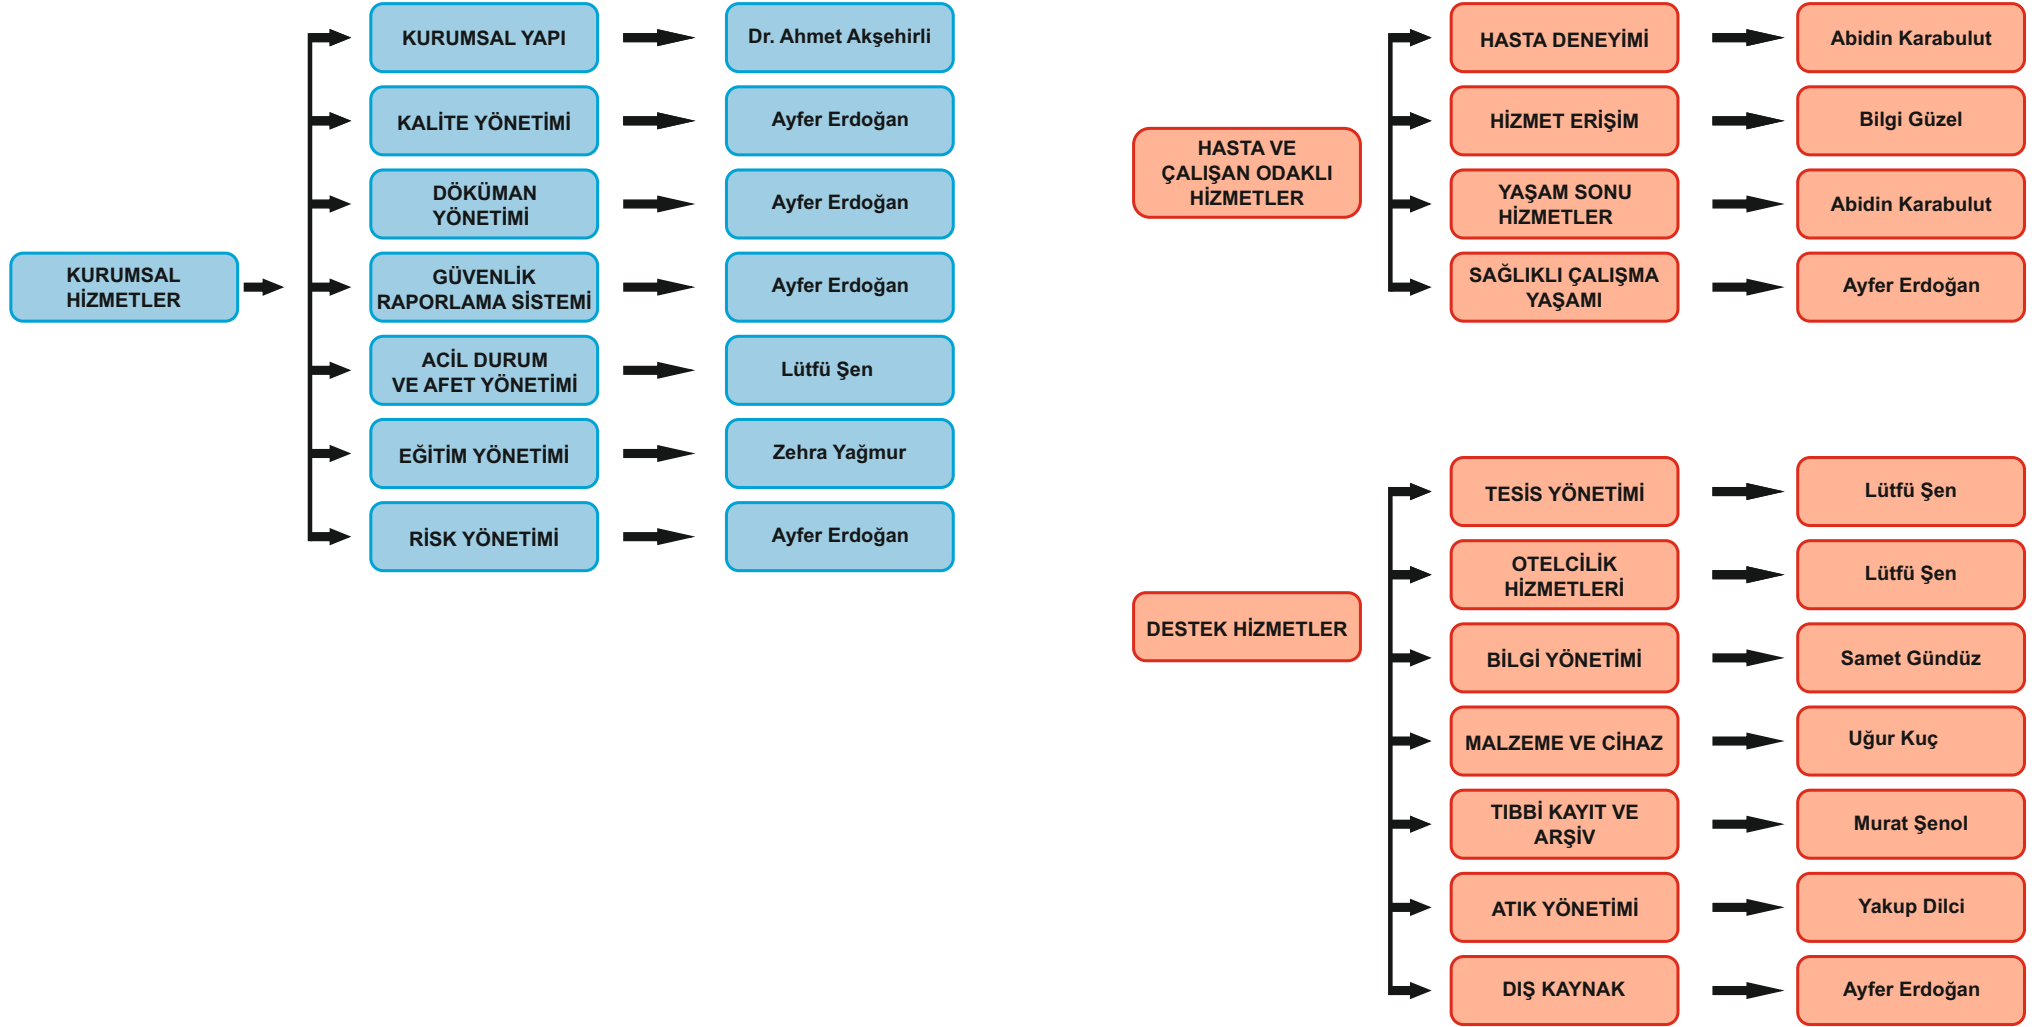 KURUMSAL
HİZMETLER
KURUMSAL YAPI
Dr. Ahmet Akşehirli
KALİTE YÖNETİMİ
Ayfer Erdoğan
DÖKÜMAN
YÖNETİMİ
Ayfer Erdoğan
GÜVENLİK
RAPORLAMA SİSTEMİ
Ayfer Erdoğan
ACİL DURUM
VE AFET YÖNETİMİ
Lütfü Şen
EĞİTİM YÖNETİMİ
Zehra Yağmur
RİSK YÖNETİMİ
Ayfer Erdoğan
HASTA VE
ÇALIŞAN ODAKLI
HİZMETLER
HASTA DENEYİMİ
Abidin Karabulut
HİZMET ERİŞİM
Bilgi Güzel
YAŞAM SONU
HİZMETLER
Abidin Karabulut
SAĞLIKLI ÇALIŞMA
YAŞAMI
Ayfer Erdoğan
DESTEK HİZMETLER
TESİS YÖNETİMİ
Lütfü Şen
OTELCİLİK
HİZMETLERİ
Lütfü Şen
BİLGİ YÖNETİMİ
Samet Gündüz
MALZEME VE CİHAZ
Uğur Kuç
TIBBİ KAYIT VE
ARŞİV
Murat Şenol
ATIK YÖNETİMİ
Yakup Dilci
DIŞ KAYNAK
Ayfer Erdoğan